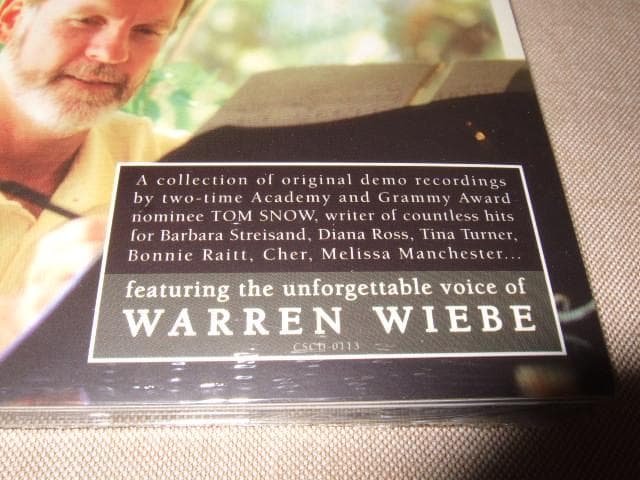 A collection of original demo recordings
by two-time Academy and Grammy Award
nominee TOM SNOW, writer of countless hits
for Barbara Streisand, Diana Ross, Tina Turner,
Bonnie Raitt, Cher, Melissa Manchester...
featuring the unforgettable voice of
WARREN WIEBE
CSCD-0113